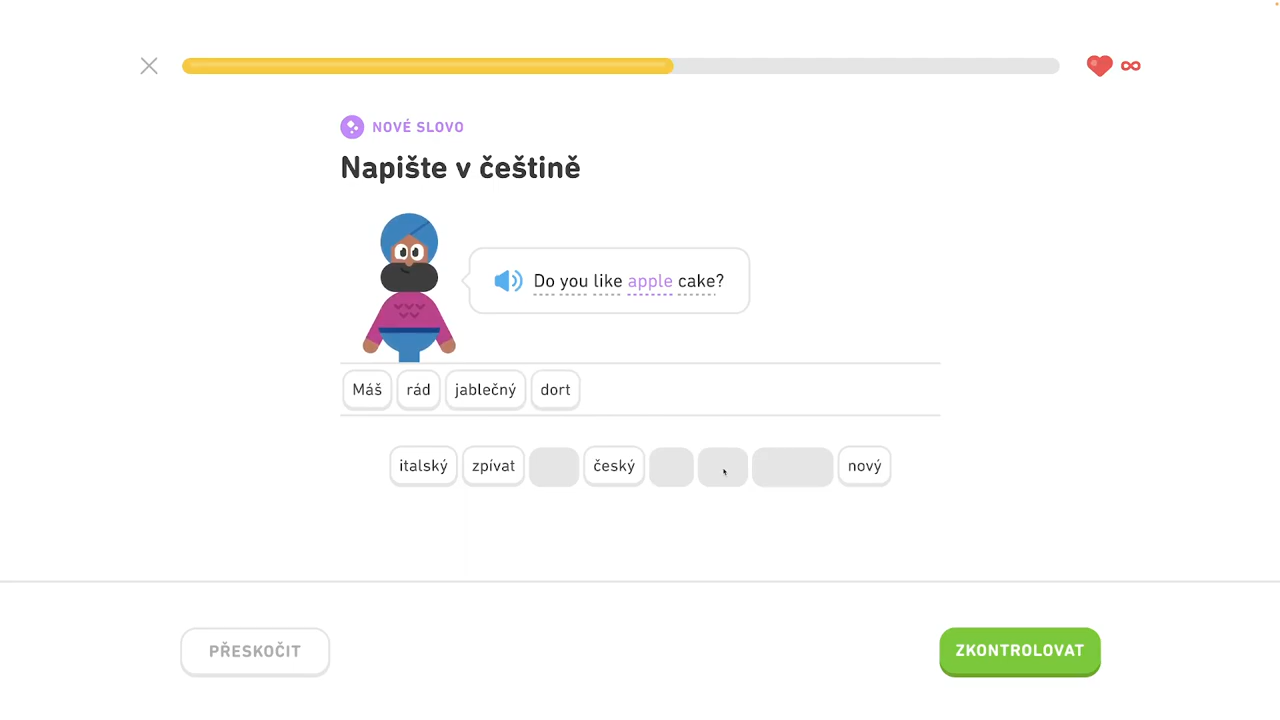 NOVÉ SLOVO
Napište v češtině
Do you like apple cake?
Máš rád jablečný dort
italský zpívat český nový
PŘESKOČIT ZKONTROLOVAT